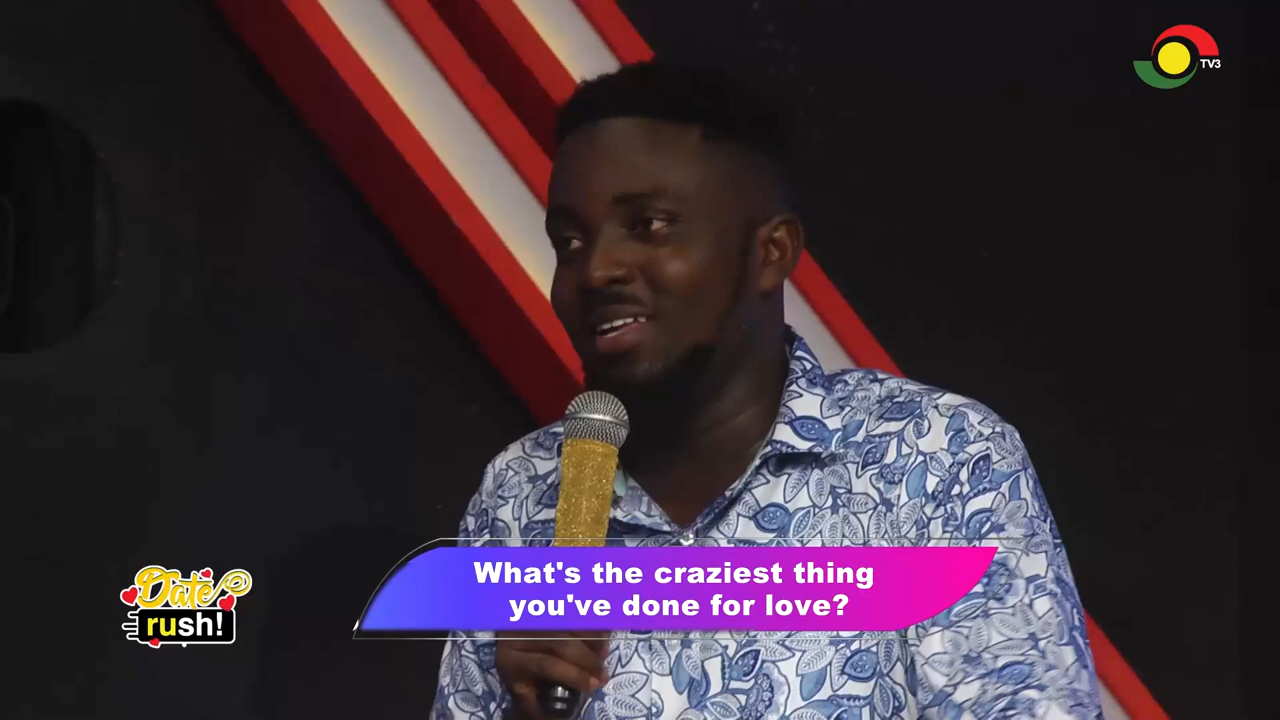 TV3
Date
rush!
What's the craziest thing
you've done for love?